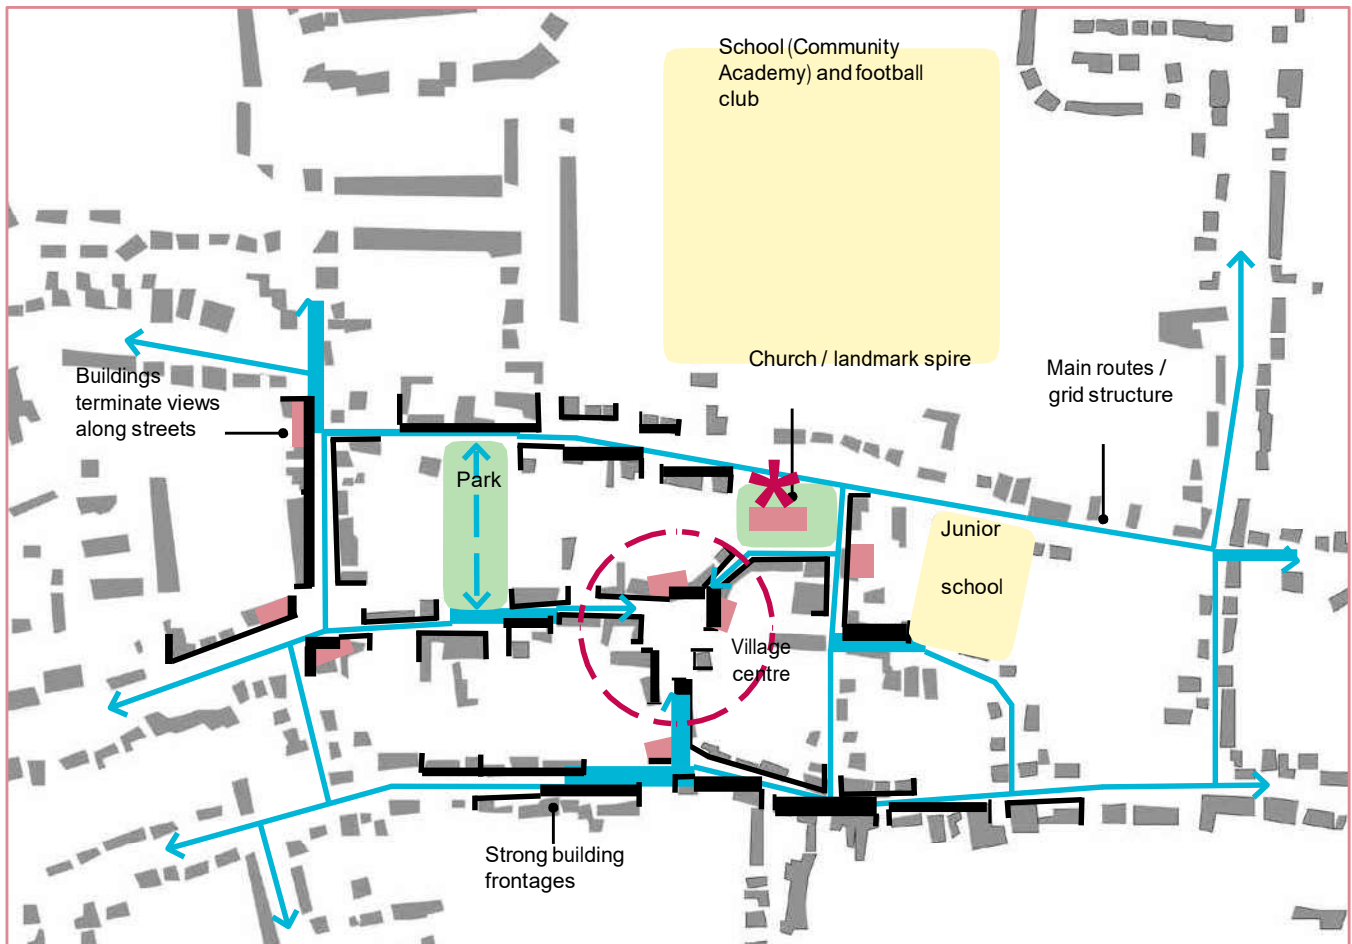 School (Community
Academy) and football
club
Church / landmark spire
Main routes /
grid structure
Buildings
terminate views
along streets
Park
Junior
school
Village
centre
Strong building
frontages